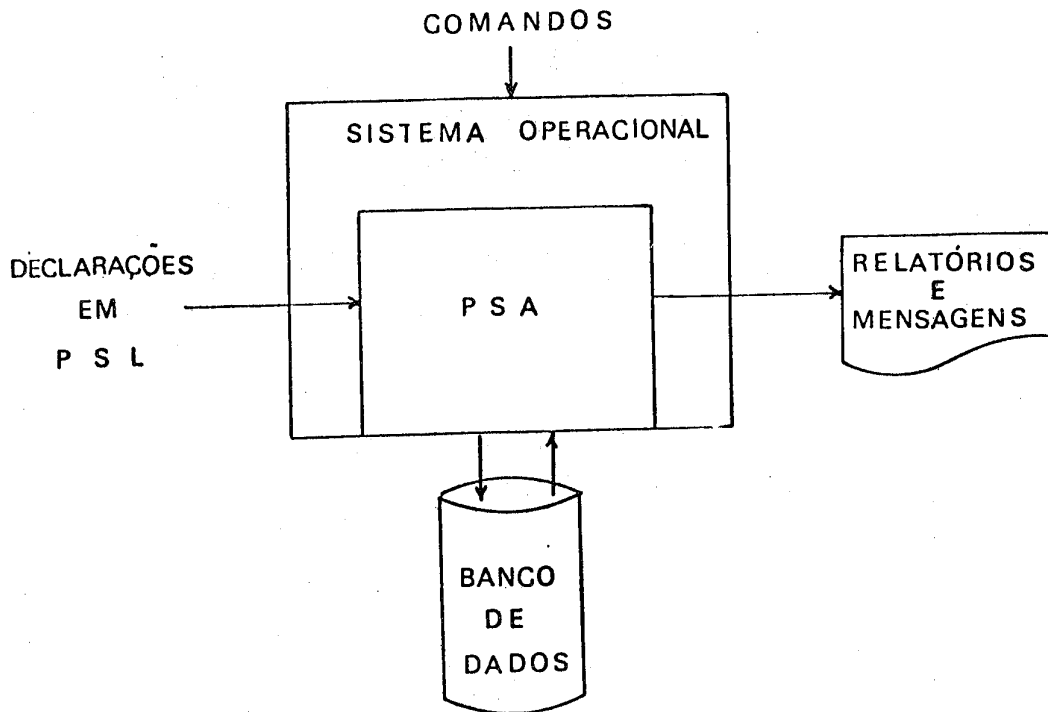 COMANDOS
SISTEMA OPERACIONAL
DECLARAÇÕES
EM
P S L
P S A
RELATÓRIOS
E
MENSAGENS
BANCO
DE
DADOS